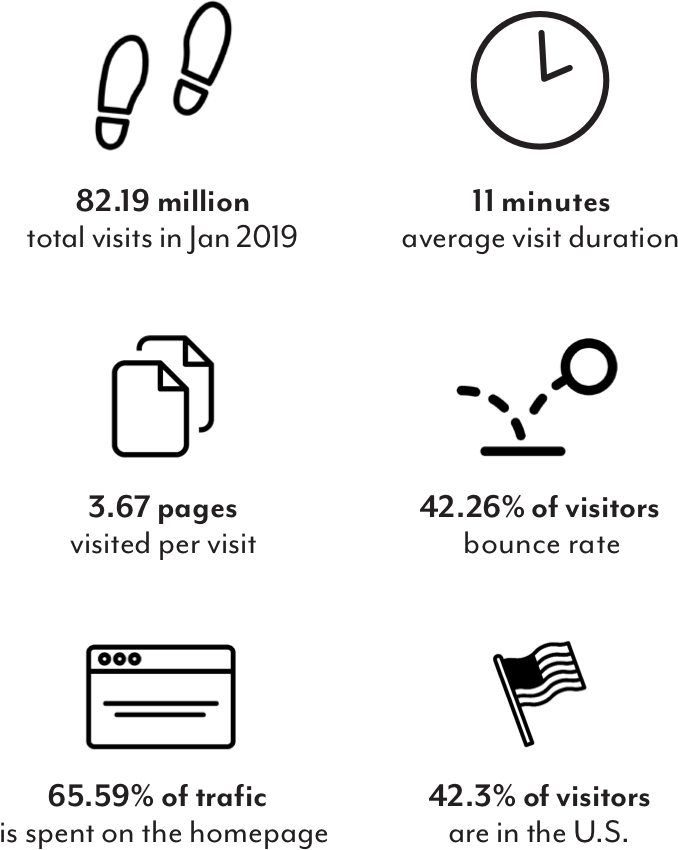 82.19 million
total visits in Jan 2019
11 minutes
average visit duration
3.67 pages
visited per visit
42.26% of visitors
bounce rate
65.59% of trafic
is spent on the homepage
42.3% of visitors
are in the U.S.